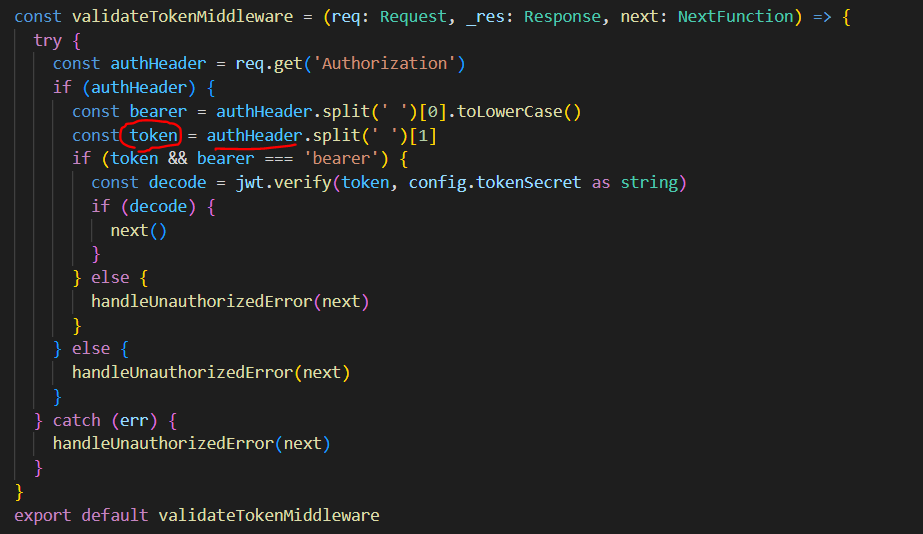 const validateTokenMiddleware = (req: Request, _res: Response, next: NextFunction) => {
try {
const authHeader = req.get('Authorization')
if (authHeader) {
const bearer = authHeader.split(' ')[0].toLowerCase()
const token = authHeader.split(' ')[1]
if (token && bearer === 'bearer') {
const decode = jwt.verify(token, config.tokenSecret as string)
if (decode) {
next()
}
} else {
handleUnauthorizedError(next)
}
} else {
handleUnauthorizedError(next)
}
} catch (err) {
handleUnauthorizedError(next)
}
}
export default validateTokenMiddleware